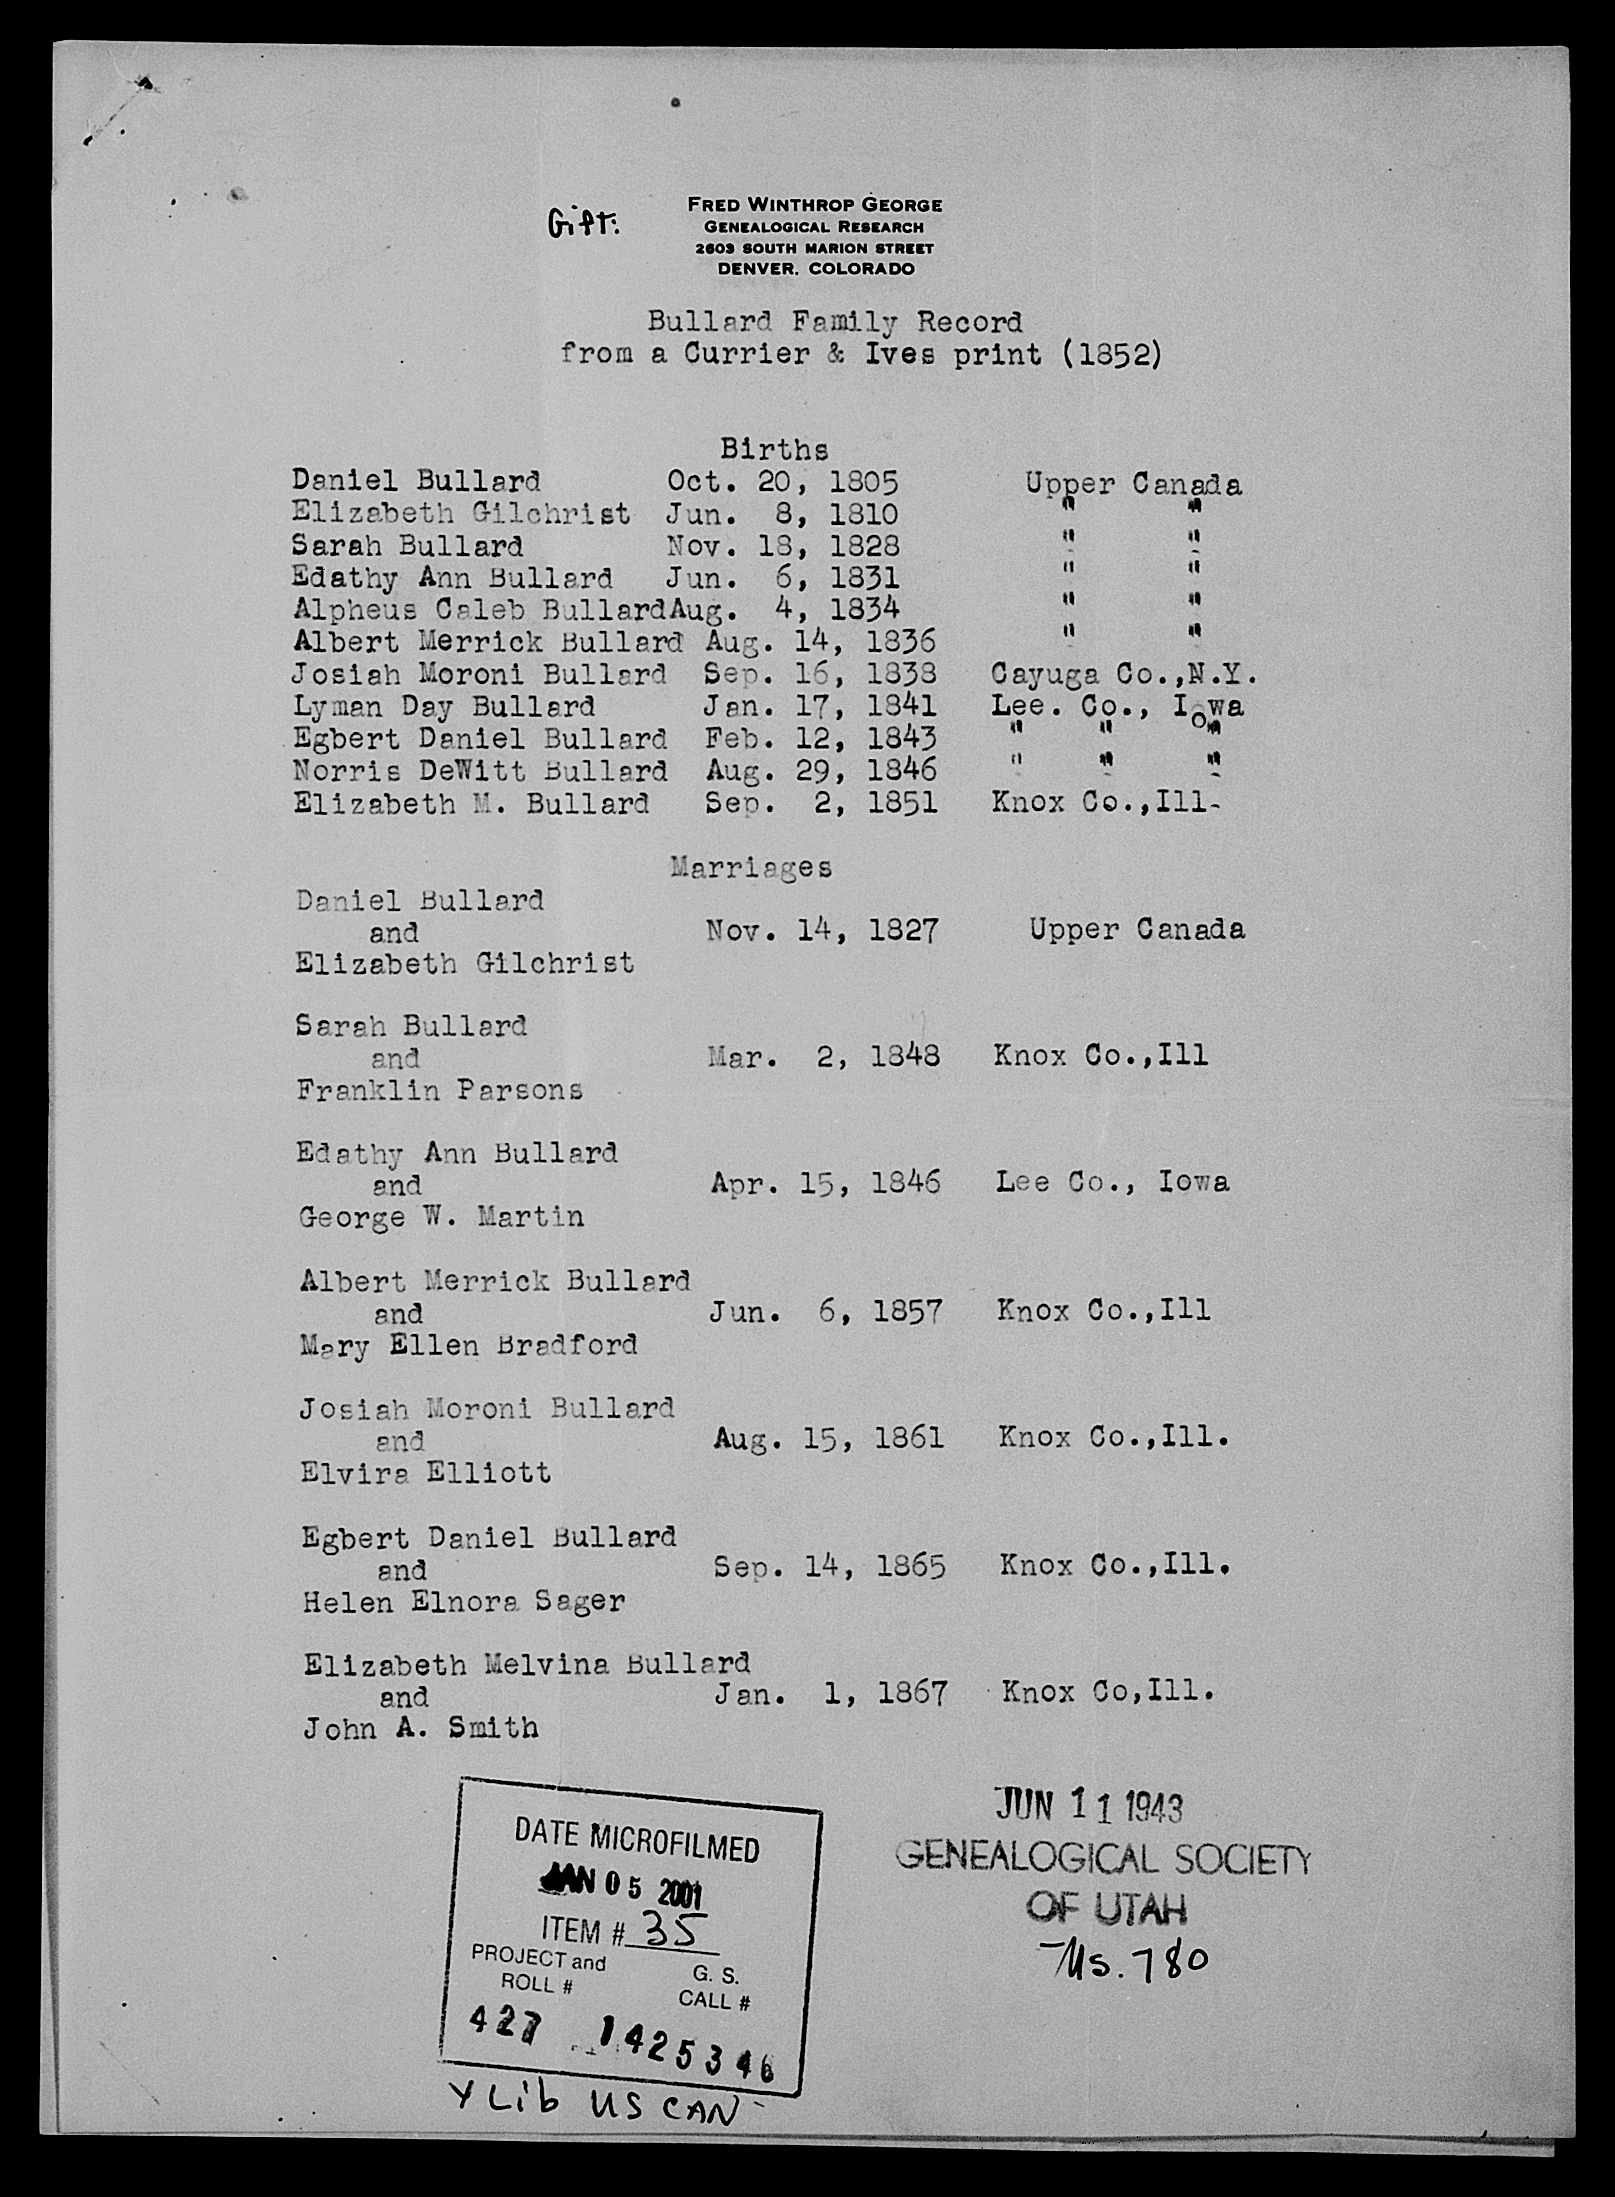 Gift. FRED WINTHROP GEORGE
GENEALOGICAL RESEARCH
2603 SOUTH MARION STREET
DENVER, COLORADO
Bullard Family Record
from a Currier & Ives print (1852)
Births
Daniel Bullard Oct. 20, 1805 Upper Canada
Elizabeth Gilchrist Jun. 8, 1810 " "
Sarah Bullard Nov. 18, 1828 " "
Edathy Ann Bullard Jun. 6, 1831 " "
Alpheus Caleb BullardAug. 4, 1834 " "
Albert Merrick Bullard Aug. 14, 1836 " "
Josiah Moroni Bullard Sep. 16, 1838 Cayuga Co.,N.Y.
Lyman Day Bullard Jan. 17, 1841 Lee. Co., Iowa
Egbert Daniel Bullard Feb. 12, 1843 " " "
Norris DeWitt Bullard Aug. 29, 1846 " " "
Elizabeth M. Bullard Sep. 2, 1851 Knox Co.,Ill-
Marriages
Daniel Bullard
and Nov. 14, 1827 Upper Canada
Elizabeth Gilchrist
Sarah Bullard
and Mar. 2, 1848 Knox Co.,Ill
Franklin Parsons
Edathy Ann Bullard
and Apr. 15, 1846 Lee Co., Iowa
George W. Martin
Albert Merrick Bullard
and Jun. 6, 1857 Knox Co.,Ill
Mary Ellen Bradford
Josiah Moroni Bullard
and Aug. 15, 1861 Knox Co.,Ill.
Elvira Elliott
Egbert Daniel Bullard
and Sep. 14, 1865 Knox Co.,Ill.
Helen Elnora Sager
Elizabeth Melvina Bullard
and Jan. 1, 1867 Knox Co,Ill.
John A. Smith
DATE MICROFILMED
JAN 05 2001
ITEM # 35
PROJECT and G. S.
ROLL # CALL #
427 1425346
Y Lib US CAN
JUN 11 1943
GENEALOGICAL SOCIETY
OF UTAH
Ms. 780